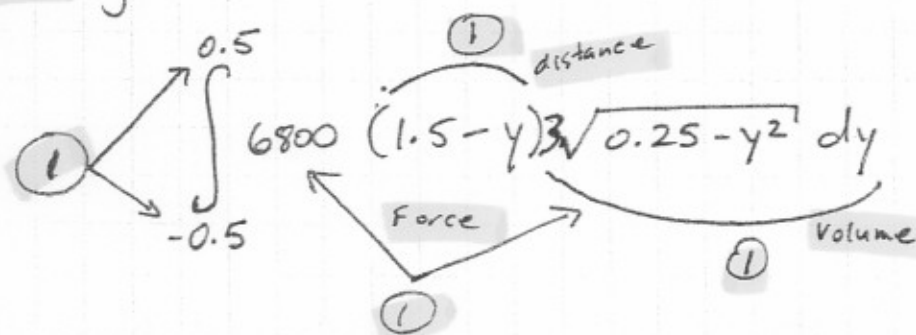 0.5
①
distance
① ∫ 6800 (1.5 - y) 3√0.25 - y² dy
-0.5
Force
Volume
①
①